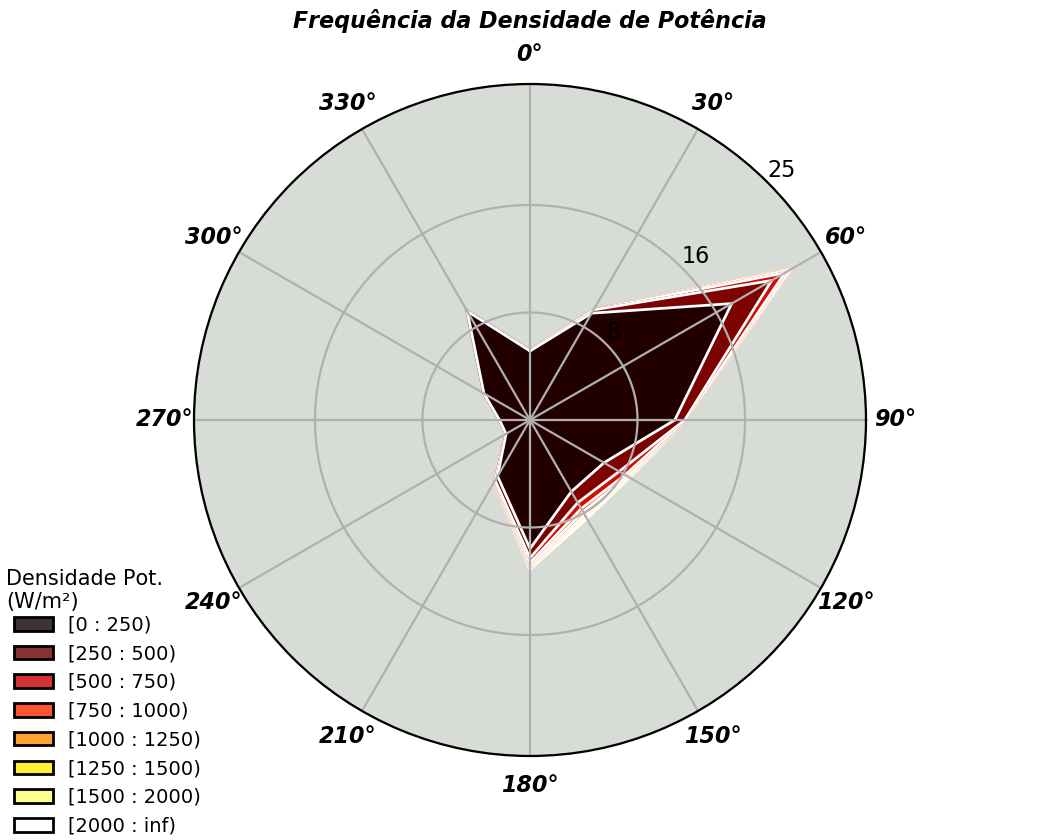 Frequência da Densidade de Potência
0°
330°
30°
25
300°
60°
16
8
270°
90°
240°
120°
210°
150°
180°
Densidade Pot.
(W/m²)
[0 : 250)
[250 : 500)
[500 : 750)
[750 : 1000)
[1000 : 1250)
[1250 : 1500)
[1500 : 2000)
[2000 : inf)